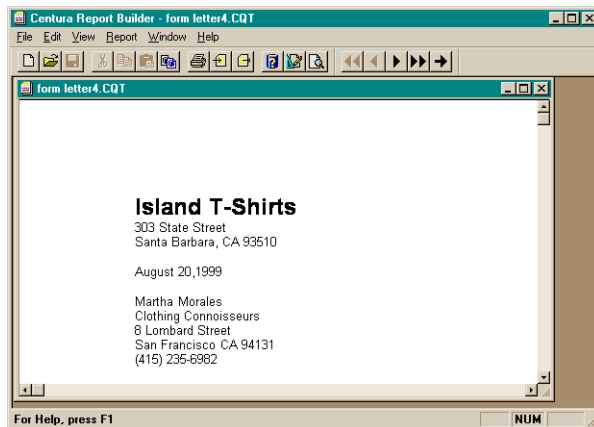 Centura Report Builder - form letter4.CQT
File Edit View Report Window Help
form letter4.CQT
Island T-Shirts
303 State Street
Santa Barbara, CA 93510
August 20,1999
Martha Morales
Clothing Connoisseurs
8 Lombard Street
San Francisco CA 94131
(415) 235-6982
For Help, press F1
NUM